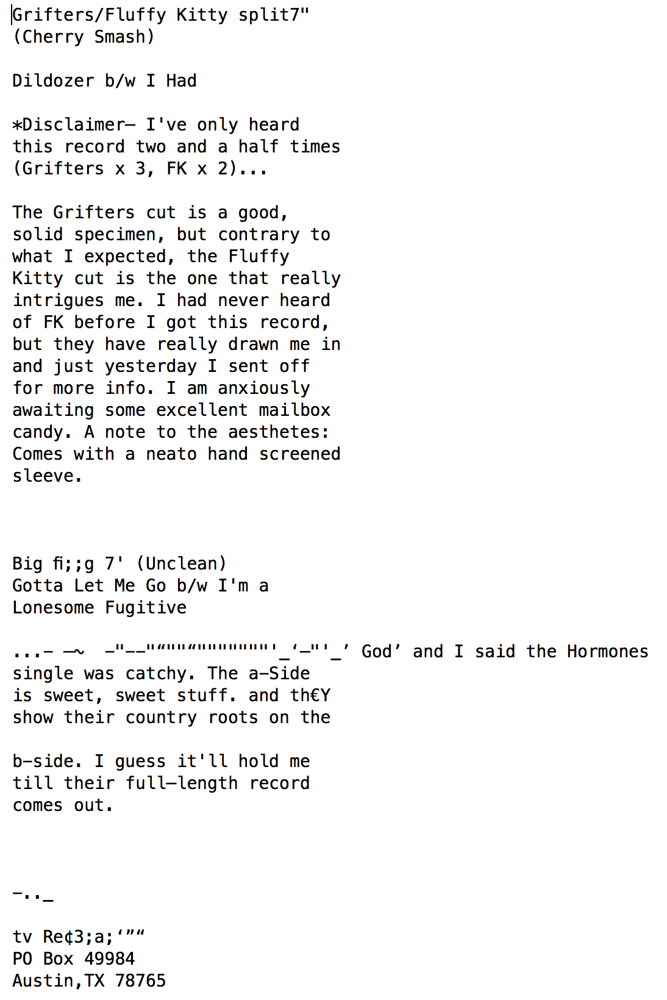 Grifters/Fluffy Kitty split7"
(Cherry Smash)
Dildozer b/w I Had
*Disclaimer— I've only heard
this record two and a half times
(Grifters x 3, FK x 2)...
The Grifters cut is a good,
solid specimen, but contrary to
what I expected, the Fluffy
Kitty cut is the one that really
intrigues me. I had never heard
of FK before I got this record,
but they have really drawn me in
and just yesterday I sent off
for more info. I am anxiously
awaiting some excellent mailbox
candy. A note to the aesthetes:
Comes with a neato hand screened
sleeve.
Big fi;;g 7' (Unclean)
Gotta Let Me Go b/w I'm a
Lonesome Fugitive
...— —~  —"——"“""“"""""""'_‘—"'_’ God’ and I said the Hormones
single was catchy. The a—Side
is sweet, sweet stuff. and th€Y
show their country roots on the
b—side. I guess it'll hold me
till their full—length record
comes out.
—.._
tv Re¢3;a;‘”“
PO Box 49984
Austin,TX 78765